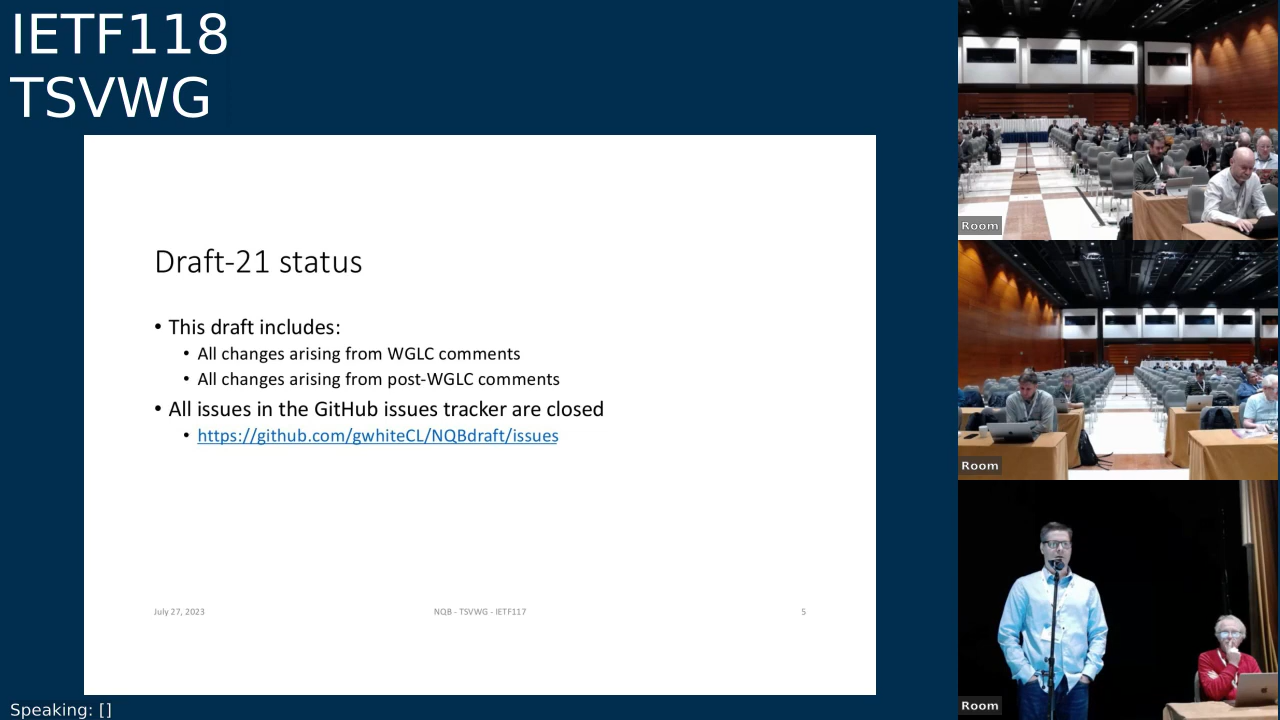 IETF118
TSVWG
Draft-21 status
• This draft includes:
• All changes arising from WGLC comments
• All changes arising from post-WGLC comments
• All issues in the GitHub issues tracker are closed
• https://github.com/gwhiteCL/NQBdraft/issues
July 27, 2023
NQB - TSVWG - IETF117
5
Room
Room
Room
Speaking: []